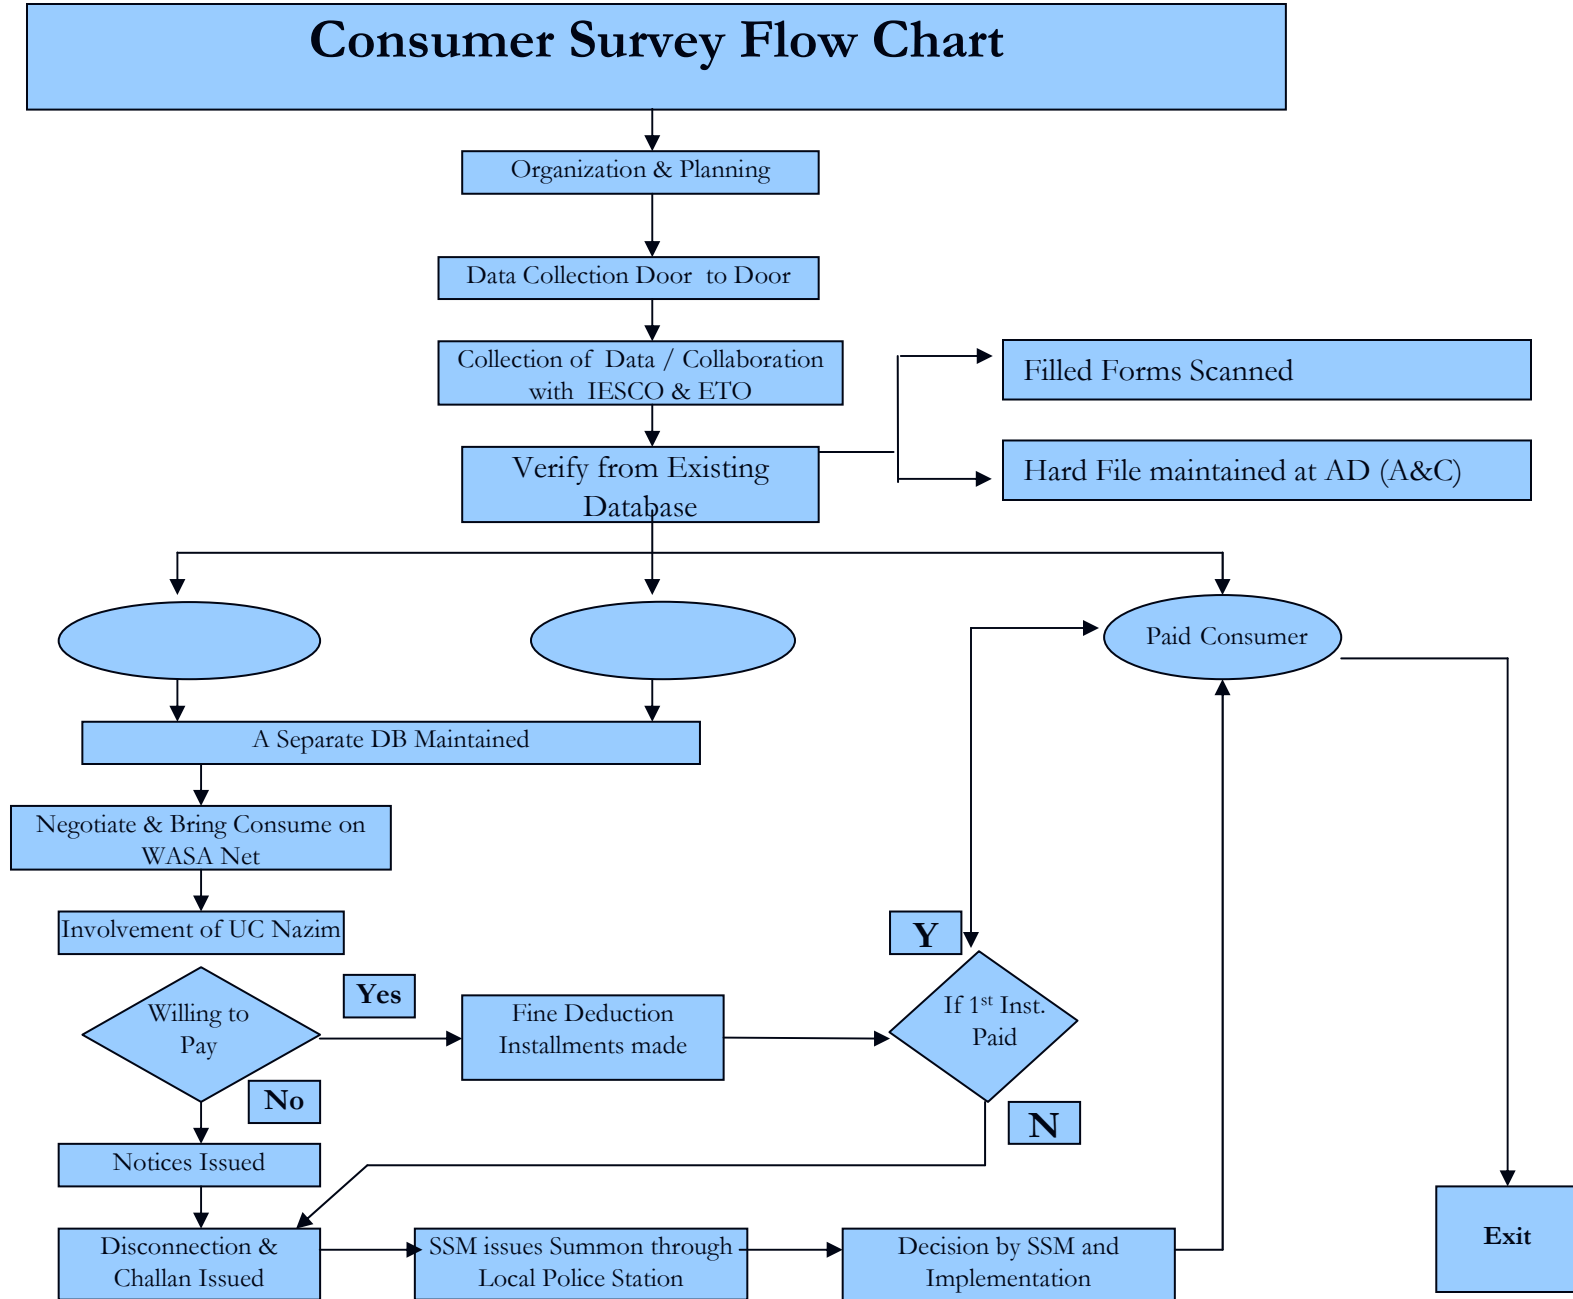 Consumer Survey Flow Chart
Organization & Planning
Data Collection Door to Door
Collection of Data / Collaboration
with IESCO & ETO
Filled Forms Scanned
Verify from Existing
Database
Hard File maintained at AD (A&C)
Paid Consumer
A Separate DB Maintained
Negotiate & Bring Consume on
WASA Net
Involvement of UC Nazim
Y
Willing to
Pay
Yes
Fine Deduction
Installments made
If 1st Inst.
Paid
No
N
Notices Issued
Disconnection &
Challan Issued
SSM issues Summon through
Local Police Station
Decision by SSM and
Implementation
Exit